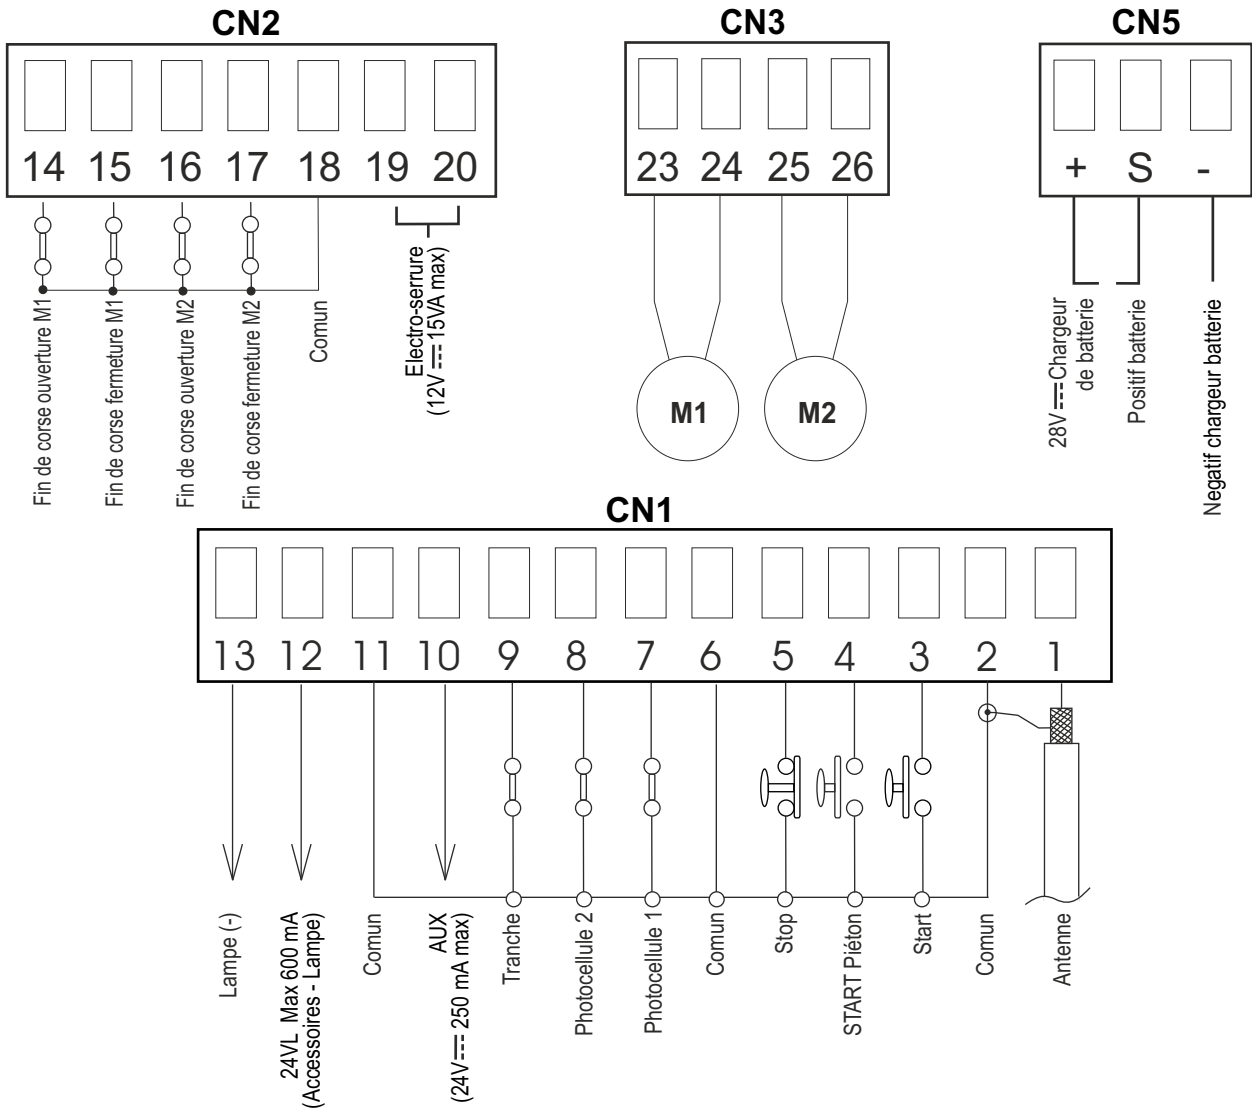 CN2
14 15 16 17 18 19 20
Fin de corse ouverture M1
Fin de corse fermeture M1
Fin de corse ouverture M2
Fin de corse fermeture M2
Comun
Electro-serrure
(12V 15VA max)
CN3
23 24 25 26
M1
M2
CN5
+ S -
28V Chargeur
de batterie
Positif batterie
Negatif chargeur batterie
CN1
13 12 11 10 9 8 7 6 5 4 3 2 1
Lampe (-)
24VL Max 600 mA
(Accessoires - Lampe)
Comun
AUX
(24V 250 mA max)
Tranche
Photocellule 2
Photocellule 1
Comun
Stop
START Piéton
Start
Comun
Antenne